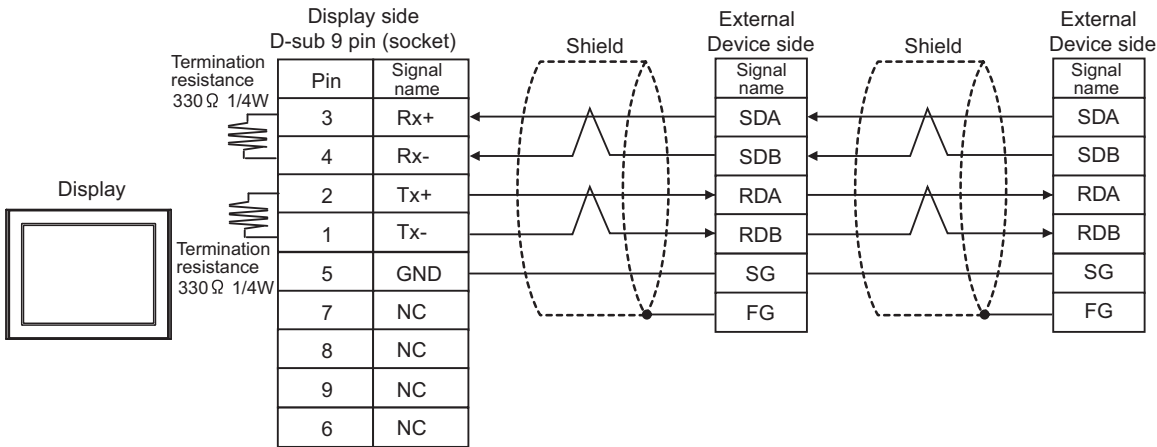 Display side
D-sub 9 pin (socket)
Shield
External
Device side
Shield
External
Device side
Termination
resistance
330Ω 1/4W
Pin
Signal
name
Signal
name
Signal
name
3
Rx+
SDA
SDA
4
Rx-
SDB
SDB
Display
2
Tx+
RDA
RDA
1
Tx-
RDB
RDB
Termination
resistance
330Ω 1/4W
5
GND
SG
SG
7
NC
FG
FG
8
NC
9
NC
6
NC